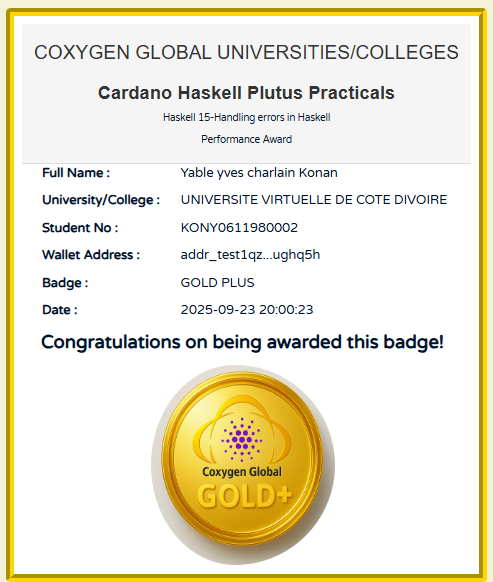 COXYGEN GLOBAL UNIVERSITIES/COLLEGES
Cardano Haskell Plutus Practicals
Haskell 15-Handling errors in Haskell
Performance Award
Full Name : Yable yves charlain Konan
University/College : UNIVERSITE VIRTUELLE DE COTE DIVOIRE
Student No : KONY0611980002
Wallet Address : addr_test1qz...ughq5h
Badge : GOLD PLUS
Date : 2025-09-23 20:00:23
Congratulations on being awarded this badge!
Coxygen Global
GOLD+